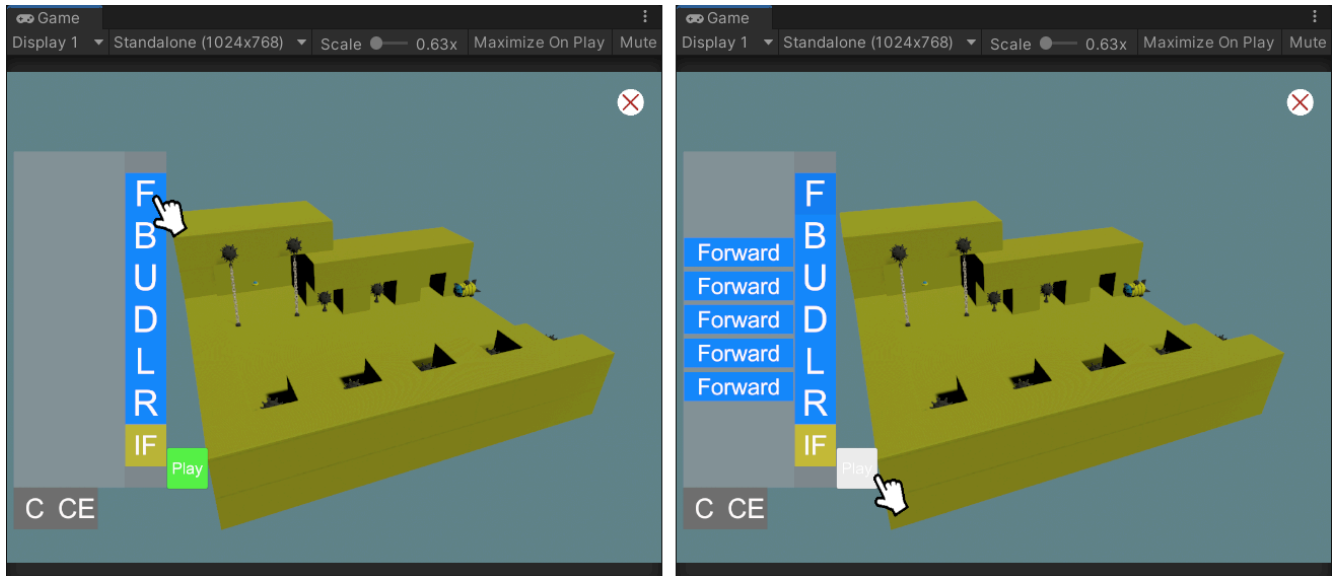 Game
Display 1 Standalone (1024x768) Scale 0.63x Maximize On Play Mute
F
B
U
D
L
R
IF
Play
C CE
Game
Display 1 Standalone (1024x768) Scale 0.63x Maximize On Play Mute
Forward
Forward
Forward
Forward
Forward
F
B
U
D
L
R
IF
Play
C CE